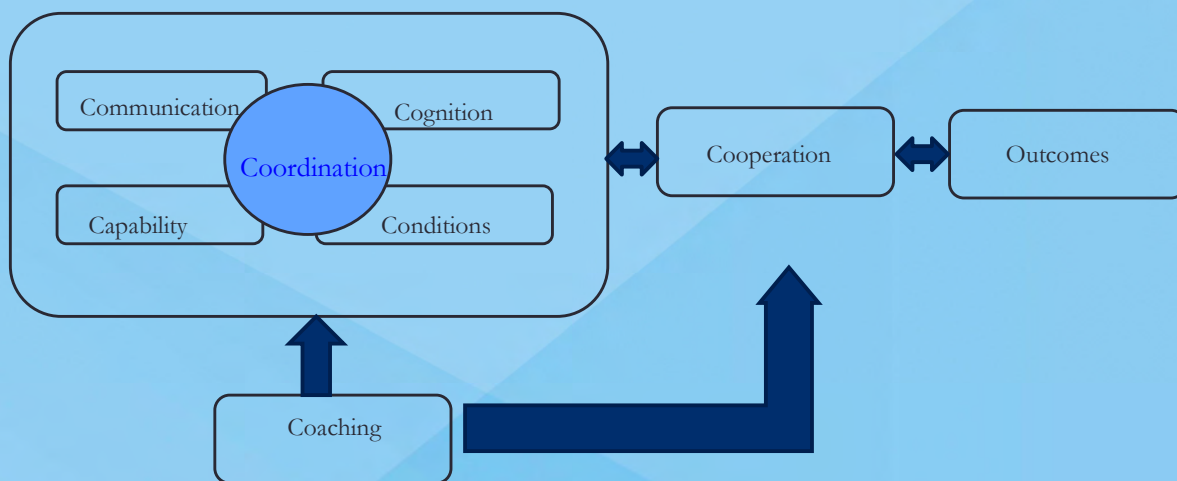 Communication
Cognition
Coordination
Capability
Conditions
Cooperation
Outcomes
Coaching